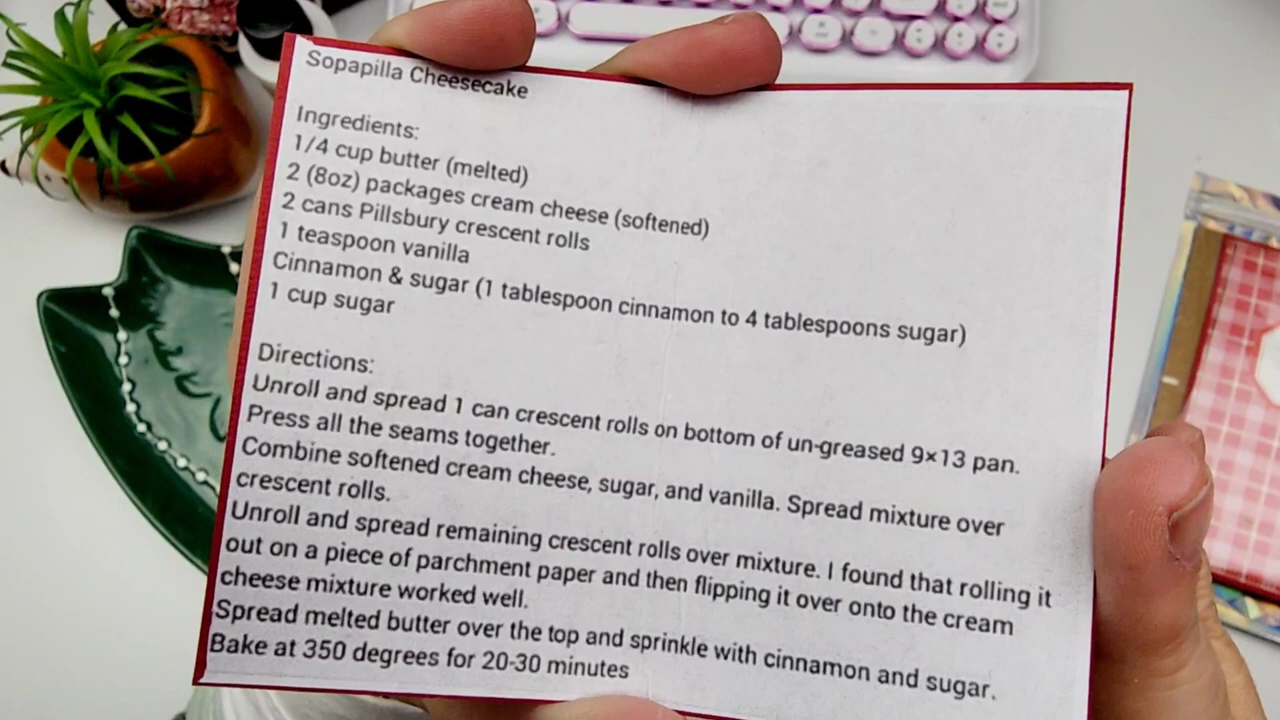 Sopapilla Cheesecake
Ingredients:
1/4 cup butter (melted)
2 (8oz) packages cream cheese (softened)
2 cans Pillsbury crescent rolls
1 teaspoon vanilla
Cinnamon & sugar (1 tablespoon cinnamon to 4 tablespoons sugar)
1 cup sugar
Directions:
Unroll and spread 1 can crescent rolls on bottom of un-greased 9×13 pan.
Press all the seams together.
Combine softened cream cheese, sugar, and vanilla. Spread mixture over
crescent rolls.
Unroll and spread remaining crescent rolls over mixture. I found that rolling it
out on a piece of parchment paper and then flipping it over onto the cream
cheese mixture worked well.
Spread melted butter over the top and sprinkle with cinnamon and sugar.
Bake at 350 degrees for 20-30 minutes